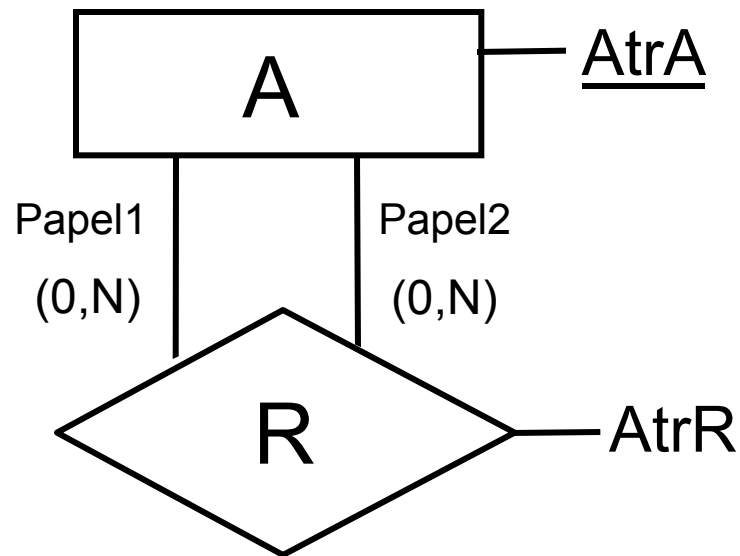 A
AtrA
Papel1
Papel2
(0,N)
(0,N)
R
AtrR